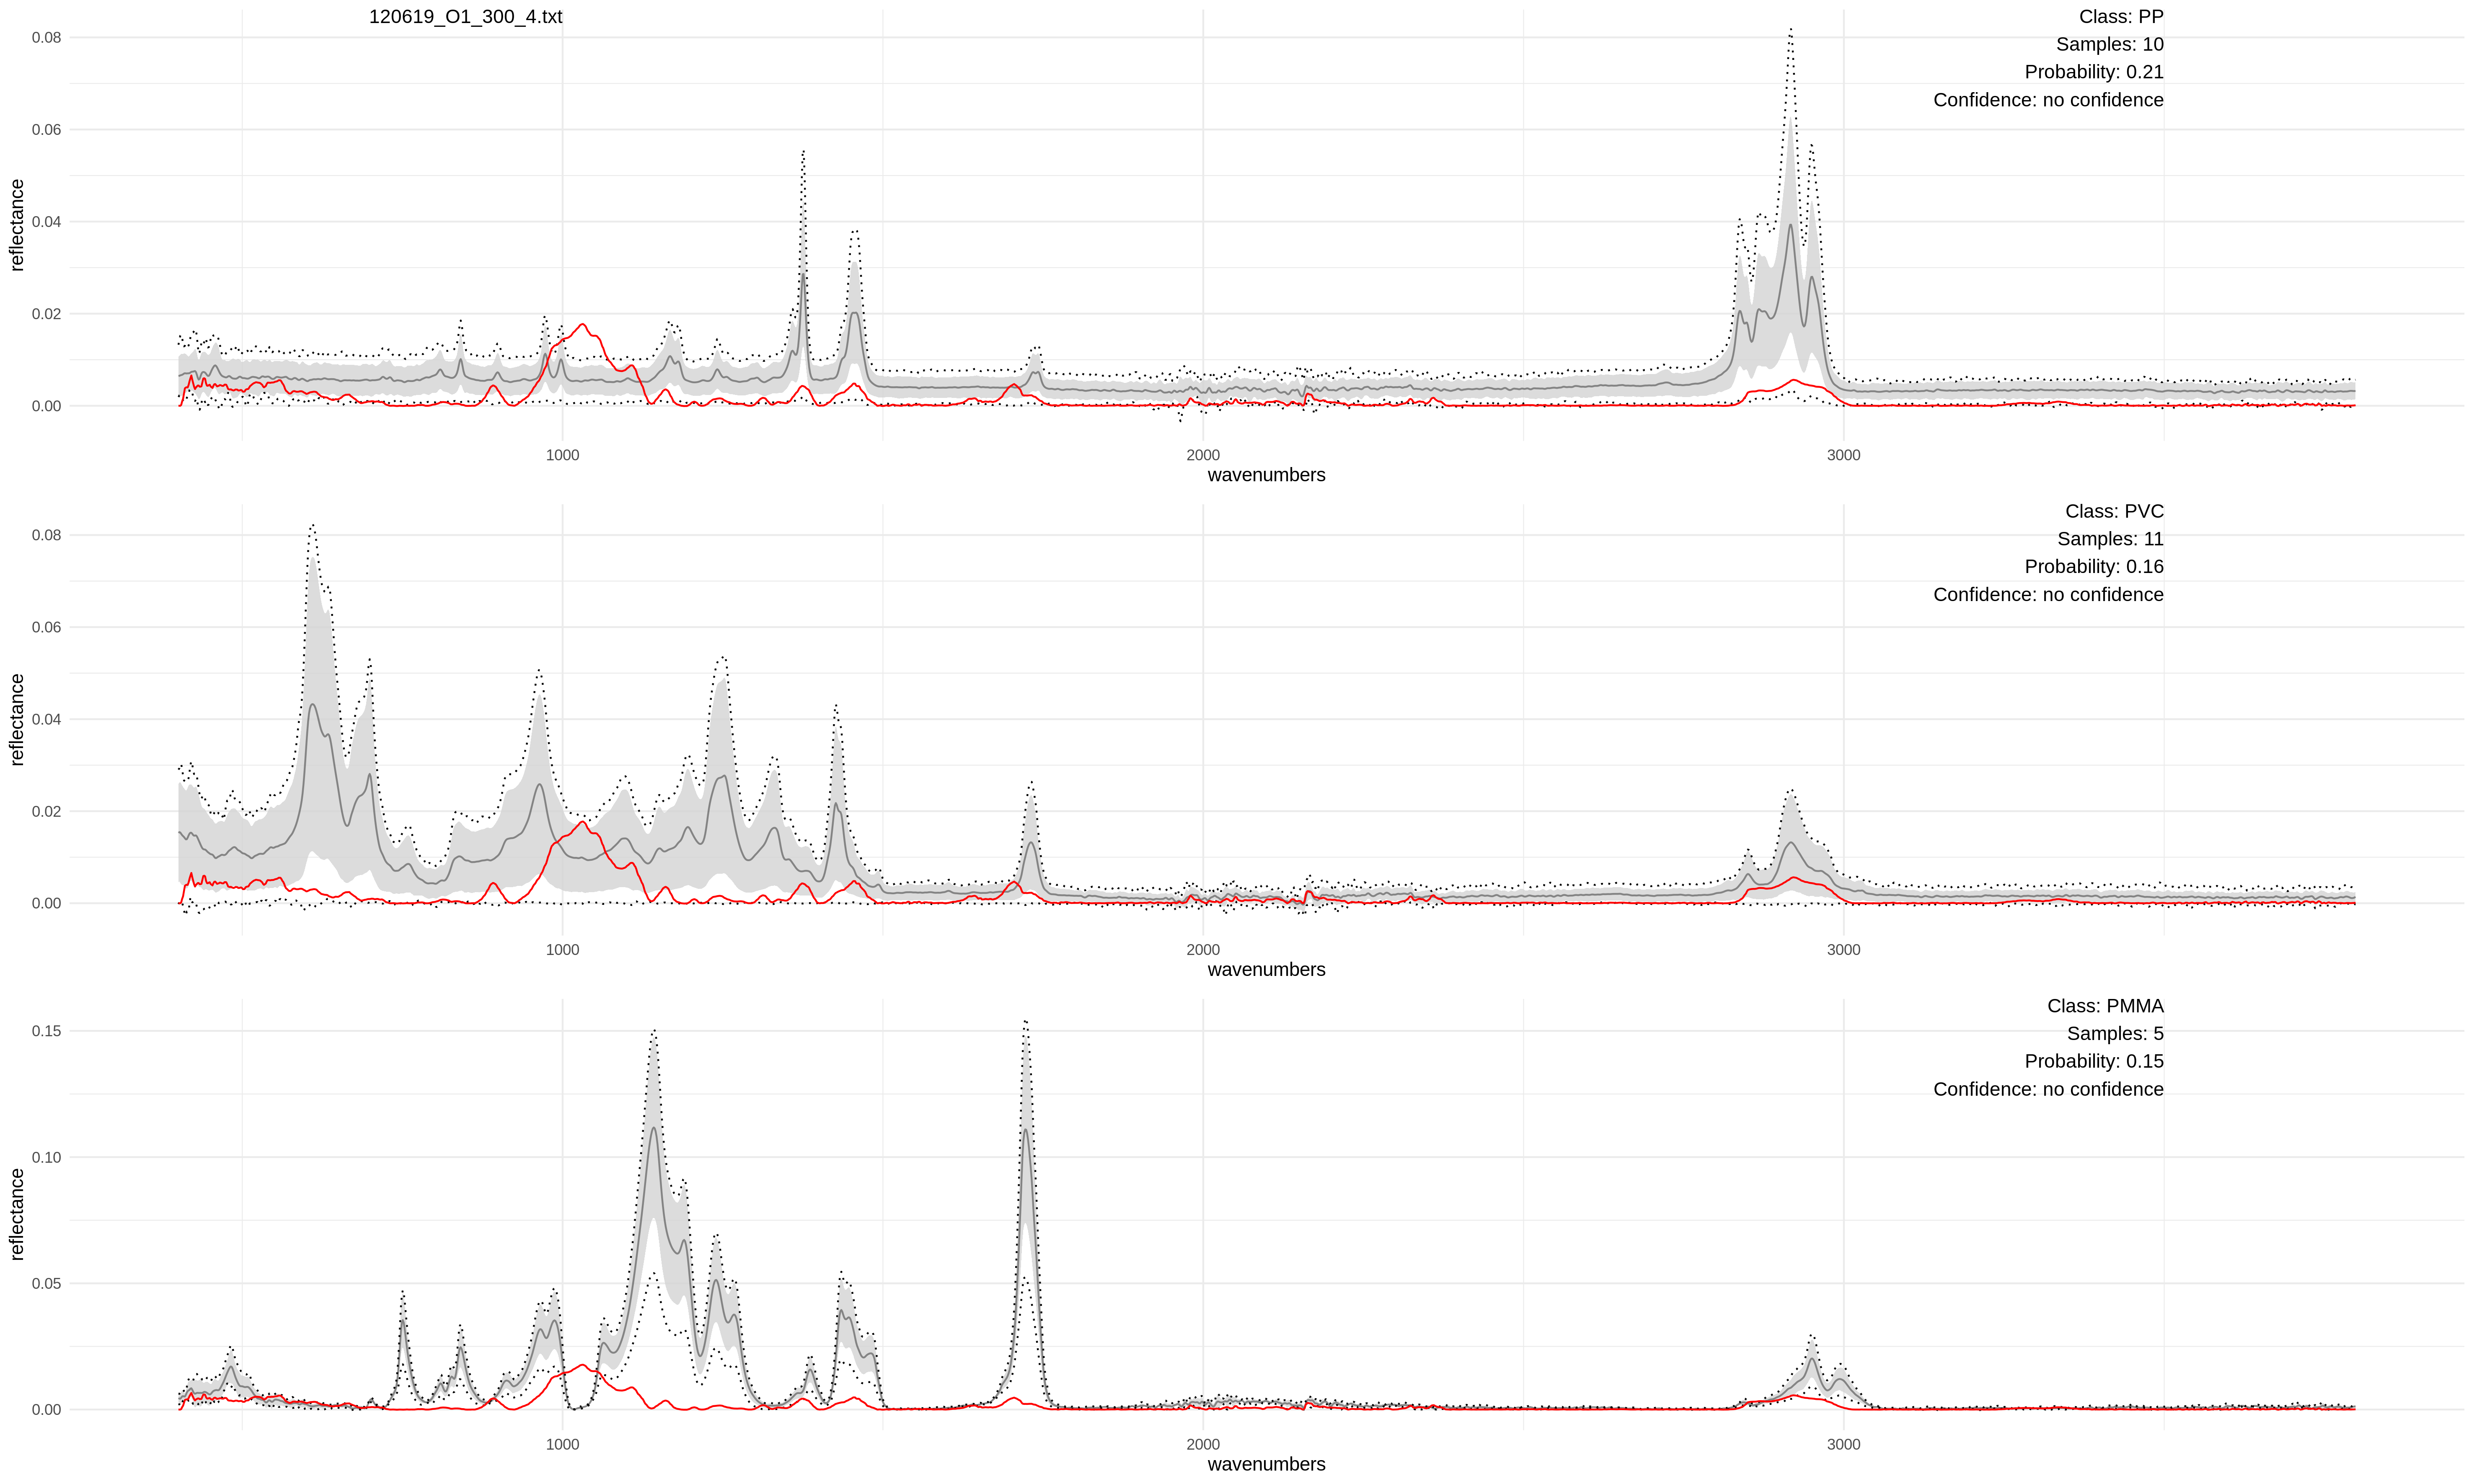 120619_O1_300_4.txt
Class: PP
Samples: 10
Probability: 0.21
Confidence: no confidence
0.08
0.06
0.04
0.02
0.00
reflectance
1000 2000 3000
wavenumbers
Class: PVC
Samples: 11
Probability: 0.16
Confidence: no confidence
0.08
0.06
0.04
0.02
0.00
reflectance
1000 2000 3000
wavenumbers
Class: PMMA
Samples: 5
Probability: 0.15
Confidence: no confidence
0.15
0.10
0.05
0.00
reflectance
1000 2000 3000
wavenumbers